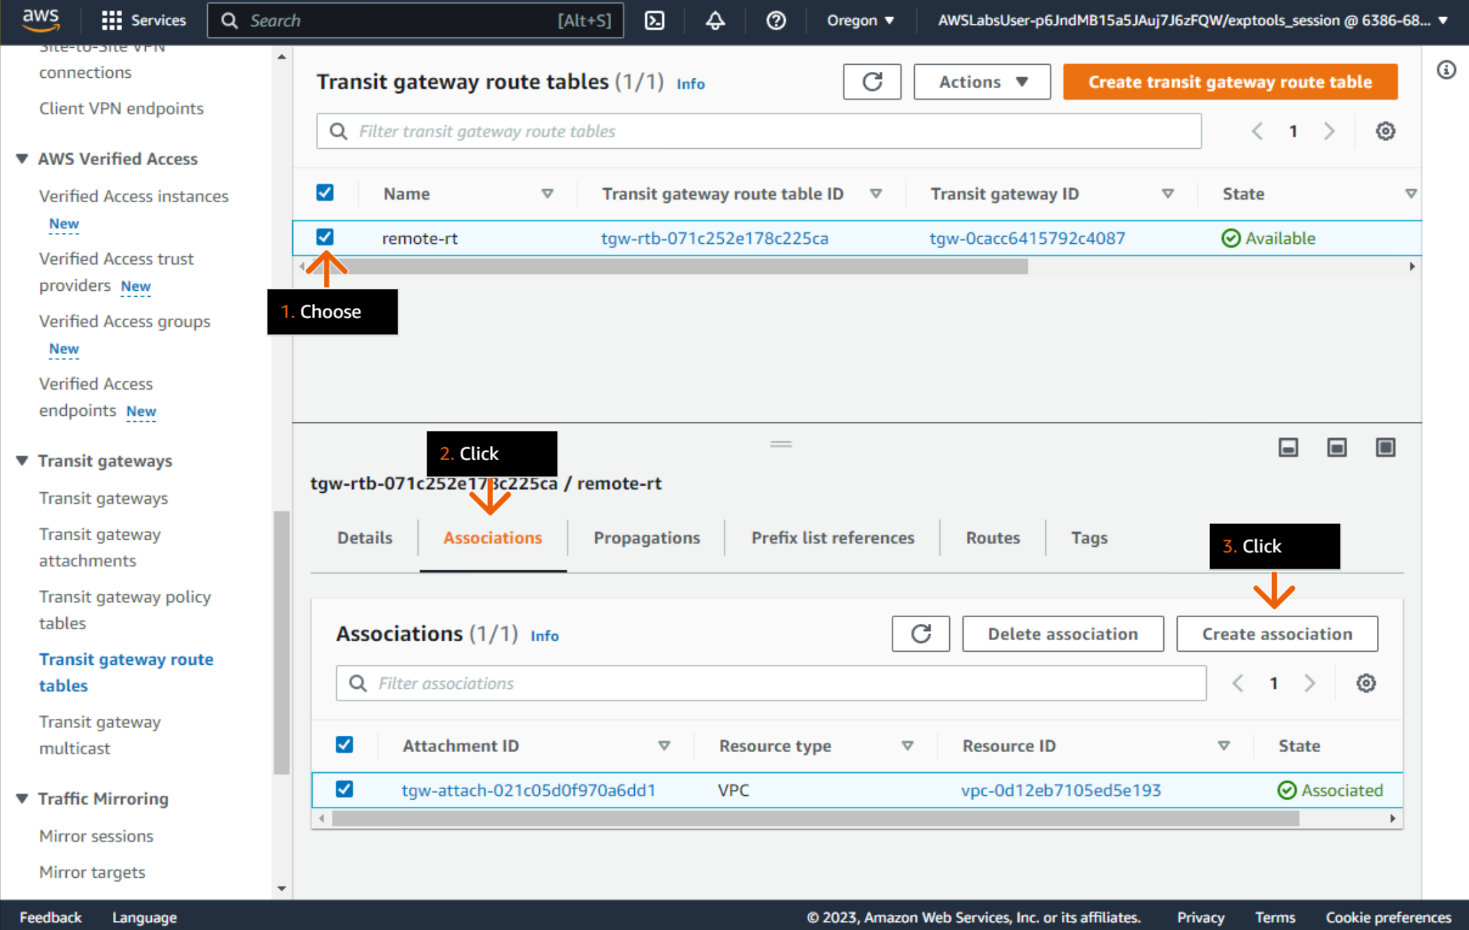 aws
Services
Search
[Alt+S]
Oregon
AWSLabsUser-p6JndMB15a5JAuj7J6zFQW/exptools_session @ 6386-68...
Site-to-Site VPN
connections
Client VPN endpoints
AWS Verified Access
Verified Access instances
New
Verified Access trust
providers New
Verified Access groups
New
Verified Access
endpoints New
Transit gateways
Transit gateways
Transit gateway
attachments
Transit gateway policy
tables
Transit gateway route
tables
Transit gateway
multicast
Traffic Mirroring
Mirror sessions
Mirror targets
Transit gateway route tables (1/1) Info
Actions
Create transit gateway route table
Filter transit gateway route tables
1
Name
Transit gateway route table ID
Transit gateway ID
State
remote-rt
tgw-rtb-071c252e178c225ca
tgw-0cacc6415792c4087
Available
1. Choose
2. Click
tgw-rtb-071c252e178c225ca / remote-rt
Details
Associations
Propagations
Prefix list references
Routes
Tags
3. Click
Associations (1/1) Info
Delete association
Create association
Filter associations
1
Attachment ID
Resource type
Resource ID
State
tgw-attach-021c05d0f970a6dd1
VPC
vpc-0d12eb7105ed5e193
Associated
Feedback
Language
© 2023, Amazon Web Services, Inc. or its affiliates.
Privacy
Terms
Cookie preferences